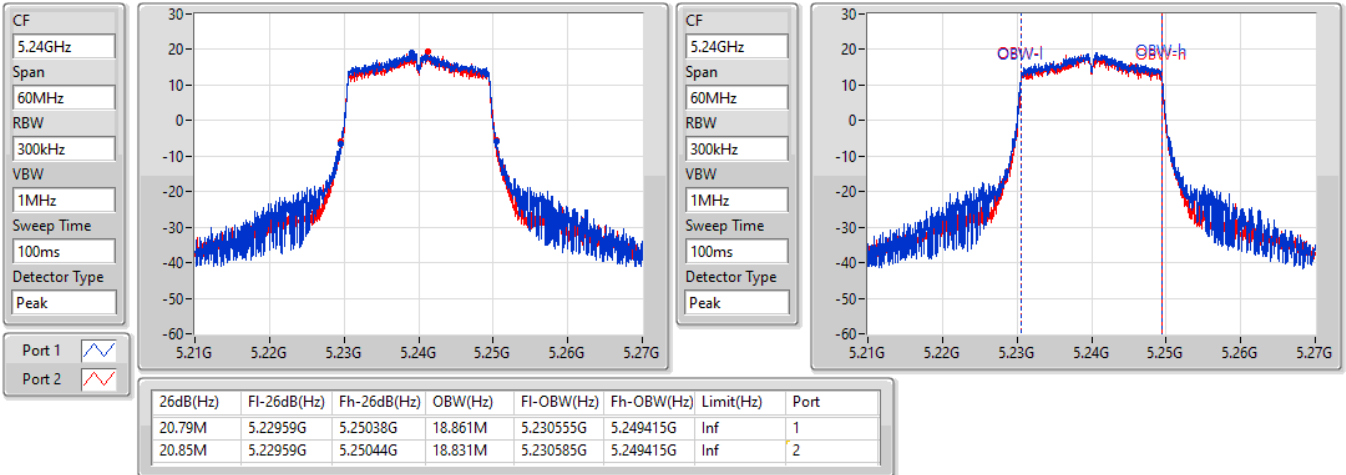 CF
5.24GHz
Span
60MHz
RBW
300kHz
VBW
1MHz
Sweep Time
100ms
Detector Type
Peak
Port 1
Port 2
30
20
10
0
-10
-20
-30
-40
-50
-60
5.21G 5.22G 5.23G 5.24G 5.25G 5.26G 5.27G
CF
5.24GHz
Span
60MHz
RBW
300kHz
VBW
1MHz
Sweep Time
100ms
Detector Type
Peak
30
20
10
0
-10
-20
-30
-40
-50
-60
OBW-l OBW-h
5.21G 5.22G 5.23G 5.24G 5.25G 5.26G 5.27G
26dB(Hz) Fl-26dB(Hz) Fh-26dB(Hz) OBW(Hz) Fl-OBW(Hz) Fh-OBW(Hz) Limit(Hz) Port
20.79M 5.22959G 5.25038G 18.861M 5.230555G 5.249415G Inf 1
20.85M 5.22959G 5.25044G 18.831M 5.230585G 5.249415G Inf 2